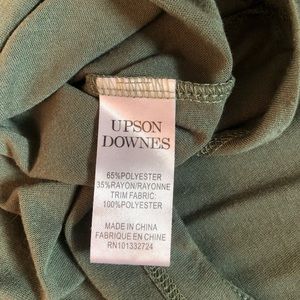 UPSON
DOWNES
65%POLYESTER
35%RAYON/RAYONNE
TRIM FABRIC:
100%POLYESTER
MADE IN CHINA
FABRIQUE EN CHINE
RN101332724